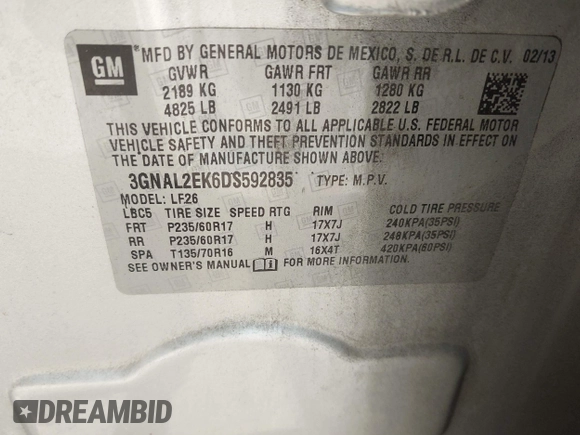 GM
MFD BY GENERAL MOTORS DE MEXICO, S. DE R.L. DE C.V. 02/13
GVWR GAWR FRT GAWR RR
2189 KG 1130 KG 1280 KG
4825 LB 2491 LB 2822 LB
THIS VEHICLE CONFORMS TO ALL APPLICABLE U.S. FEDERAL MOTOR
VEHICLE SAFETY AND THEFT PREVENTION STANDARDS IN EFFECT ON
THE DATE OF MANUFACTURE SHOWN ABOVE.
3GNAL2EK6DS592835 TYPE: M.P.V.
MODEL: LF26
LBC5 TIRE SIZE SPEED RTG RIM COLD TIRE PRESSURE
FRT P235/60R17 H 17X7J 240KPA(35PSI)
RR P235/60R17 H 17X7J 240KPA(35PSI)
SPA T135/70R16 M 16X4T 420KPA(60PSI)
SEE OWNER'S MANUAL FOR MORE INFORMATION.
DREAMBID